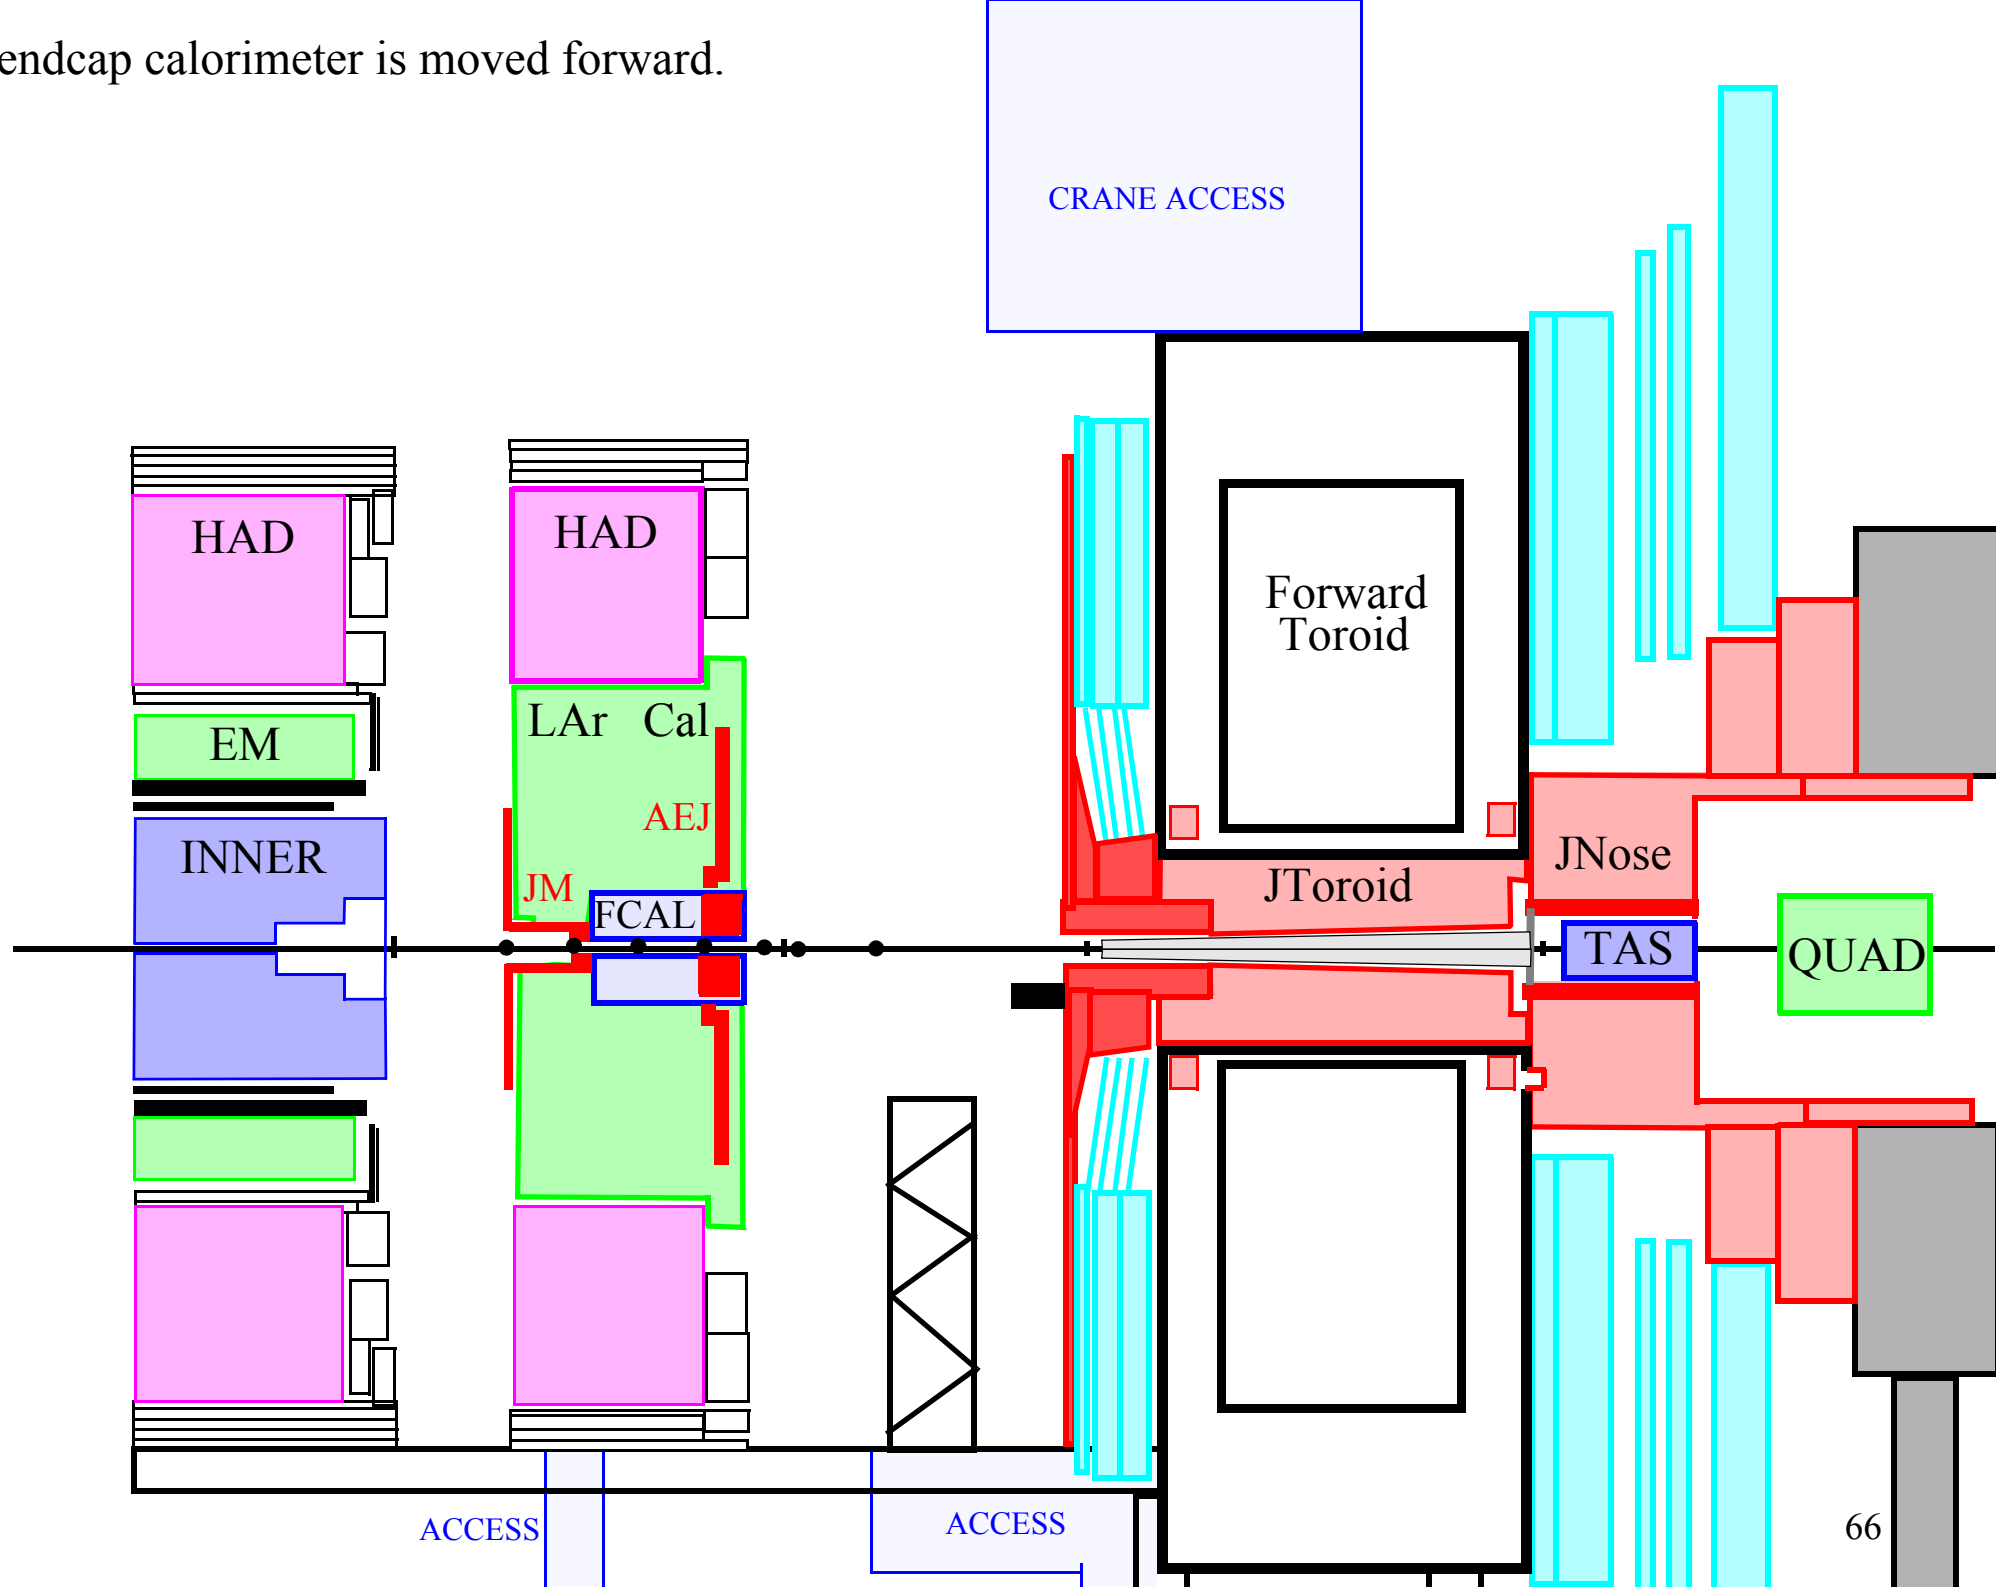 endcap calorimeter is moved forward.
CRANE ACCESS
HAD
HAD
Forward
Toroid
LAr Cal
EM
AEJ
INNER
JM
FCAL
JToroid
JNose
TAS
QUAD
ACCESS
ACCESS
66